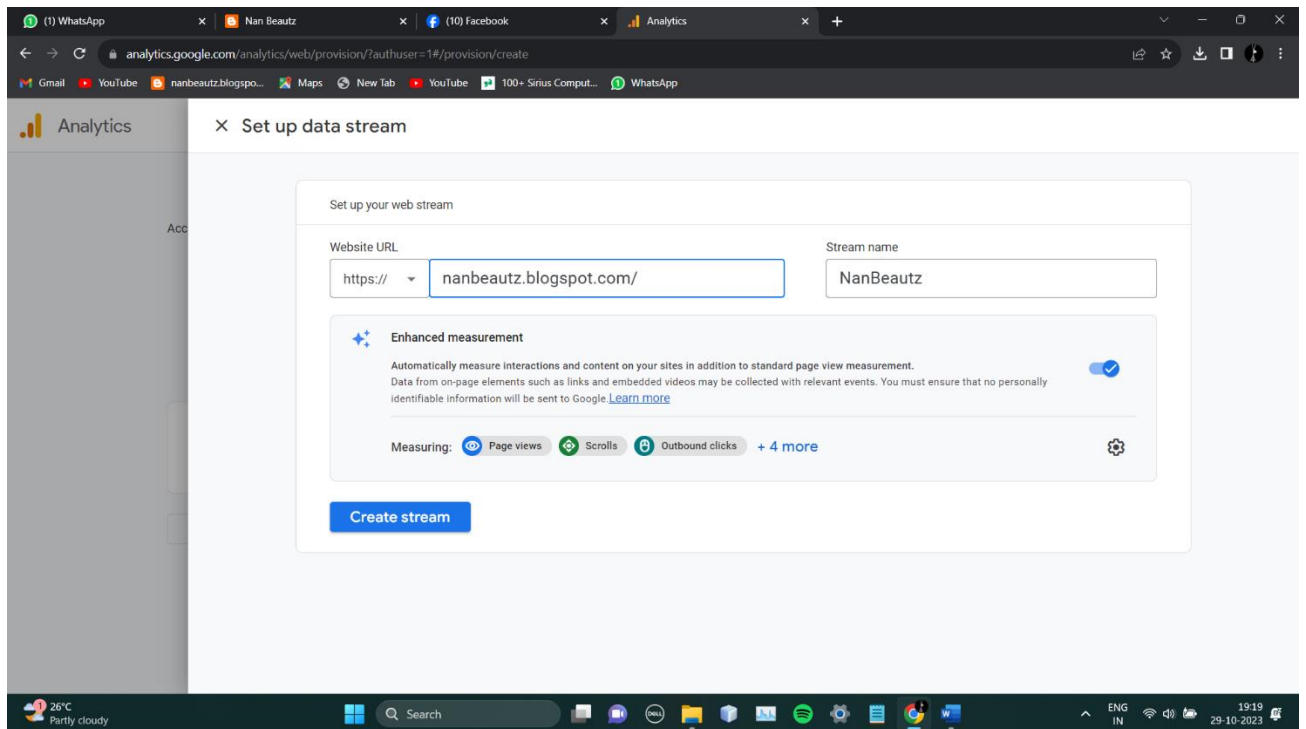 (1) WhatsApp
Nan Beautz
(10) Facebook
Analytics
analytics.google.com/analytics/web/provision/?authuser=1#/provision/create
Gmail
YouTube
nanbeautz.blogspo...
Maps
New Tab
YouTube
100+ Sirius Comput...
WhatsApp
Analytics
Set up data stream
Acc
Set up your web stream
Website URL
Stream name
https://
nanbeautz.blogspot.com/
NanBeautz
Enhanced measurement
Automatically measure interactions and content on your sites in addition to standard page view measurement.
Data from on-page elements such as links and embedded videos may be collected with relevant events. You must ensure that no personally
identifiable information will be sent to Google.Learn more
Measuring:
Page views
Scrolls
Outbound clicks
+ 4 more
Create stream
1
26°C
Partly cloudy
Search
DELL
ENG
IN
19:19
29-10-2023